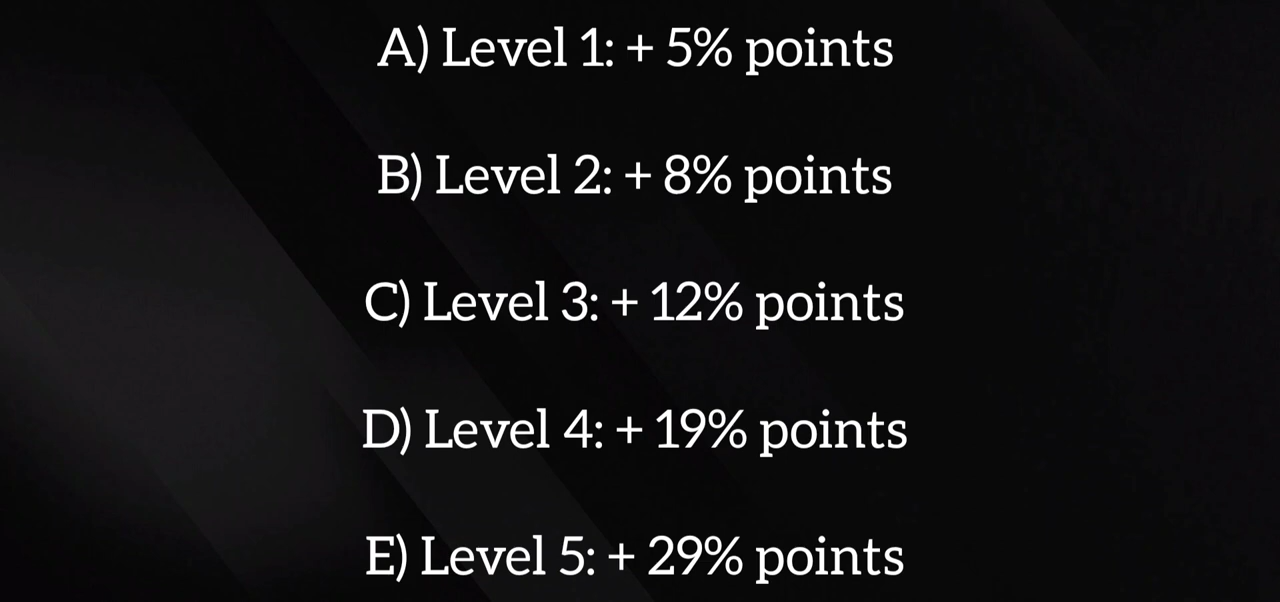 A) Level 1: + 5% points
B) Level 2: + 8% points
C) Level 3: + 12% points
D) Level 4: + 19% points
E) Level 5: + 29% points